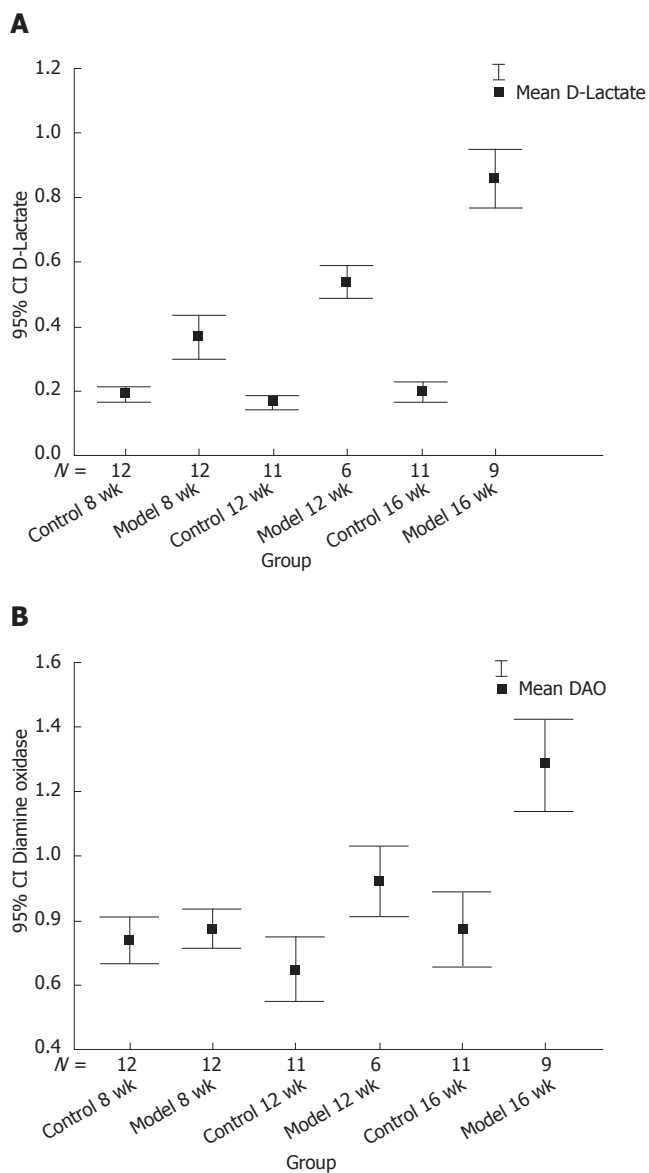 A
1.2
1.0
0.8
0.6
0.4
0.2
0.0
95% CI D-Lactate
Mean D-Lactate
N = 12 12 11 6 11 9
Control 8 wk Model 8 wk Control 12 wk Model 12 wk Control 16 wk Model 16 wk
Group
B
1.6
1.4
1.2
1.0
0.9
0.6
0.4
95% CI Diamine oxidase
Mean DAO
N = 12 12 11 6 11 9
Control 8 wk Model 8 wk Control 12 wk Model 12 wk Control 16 wk Model 16 wk
Group